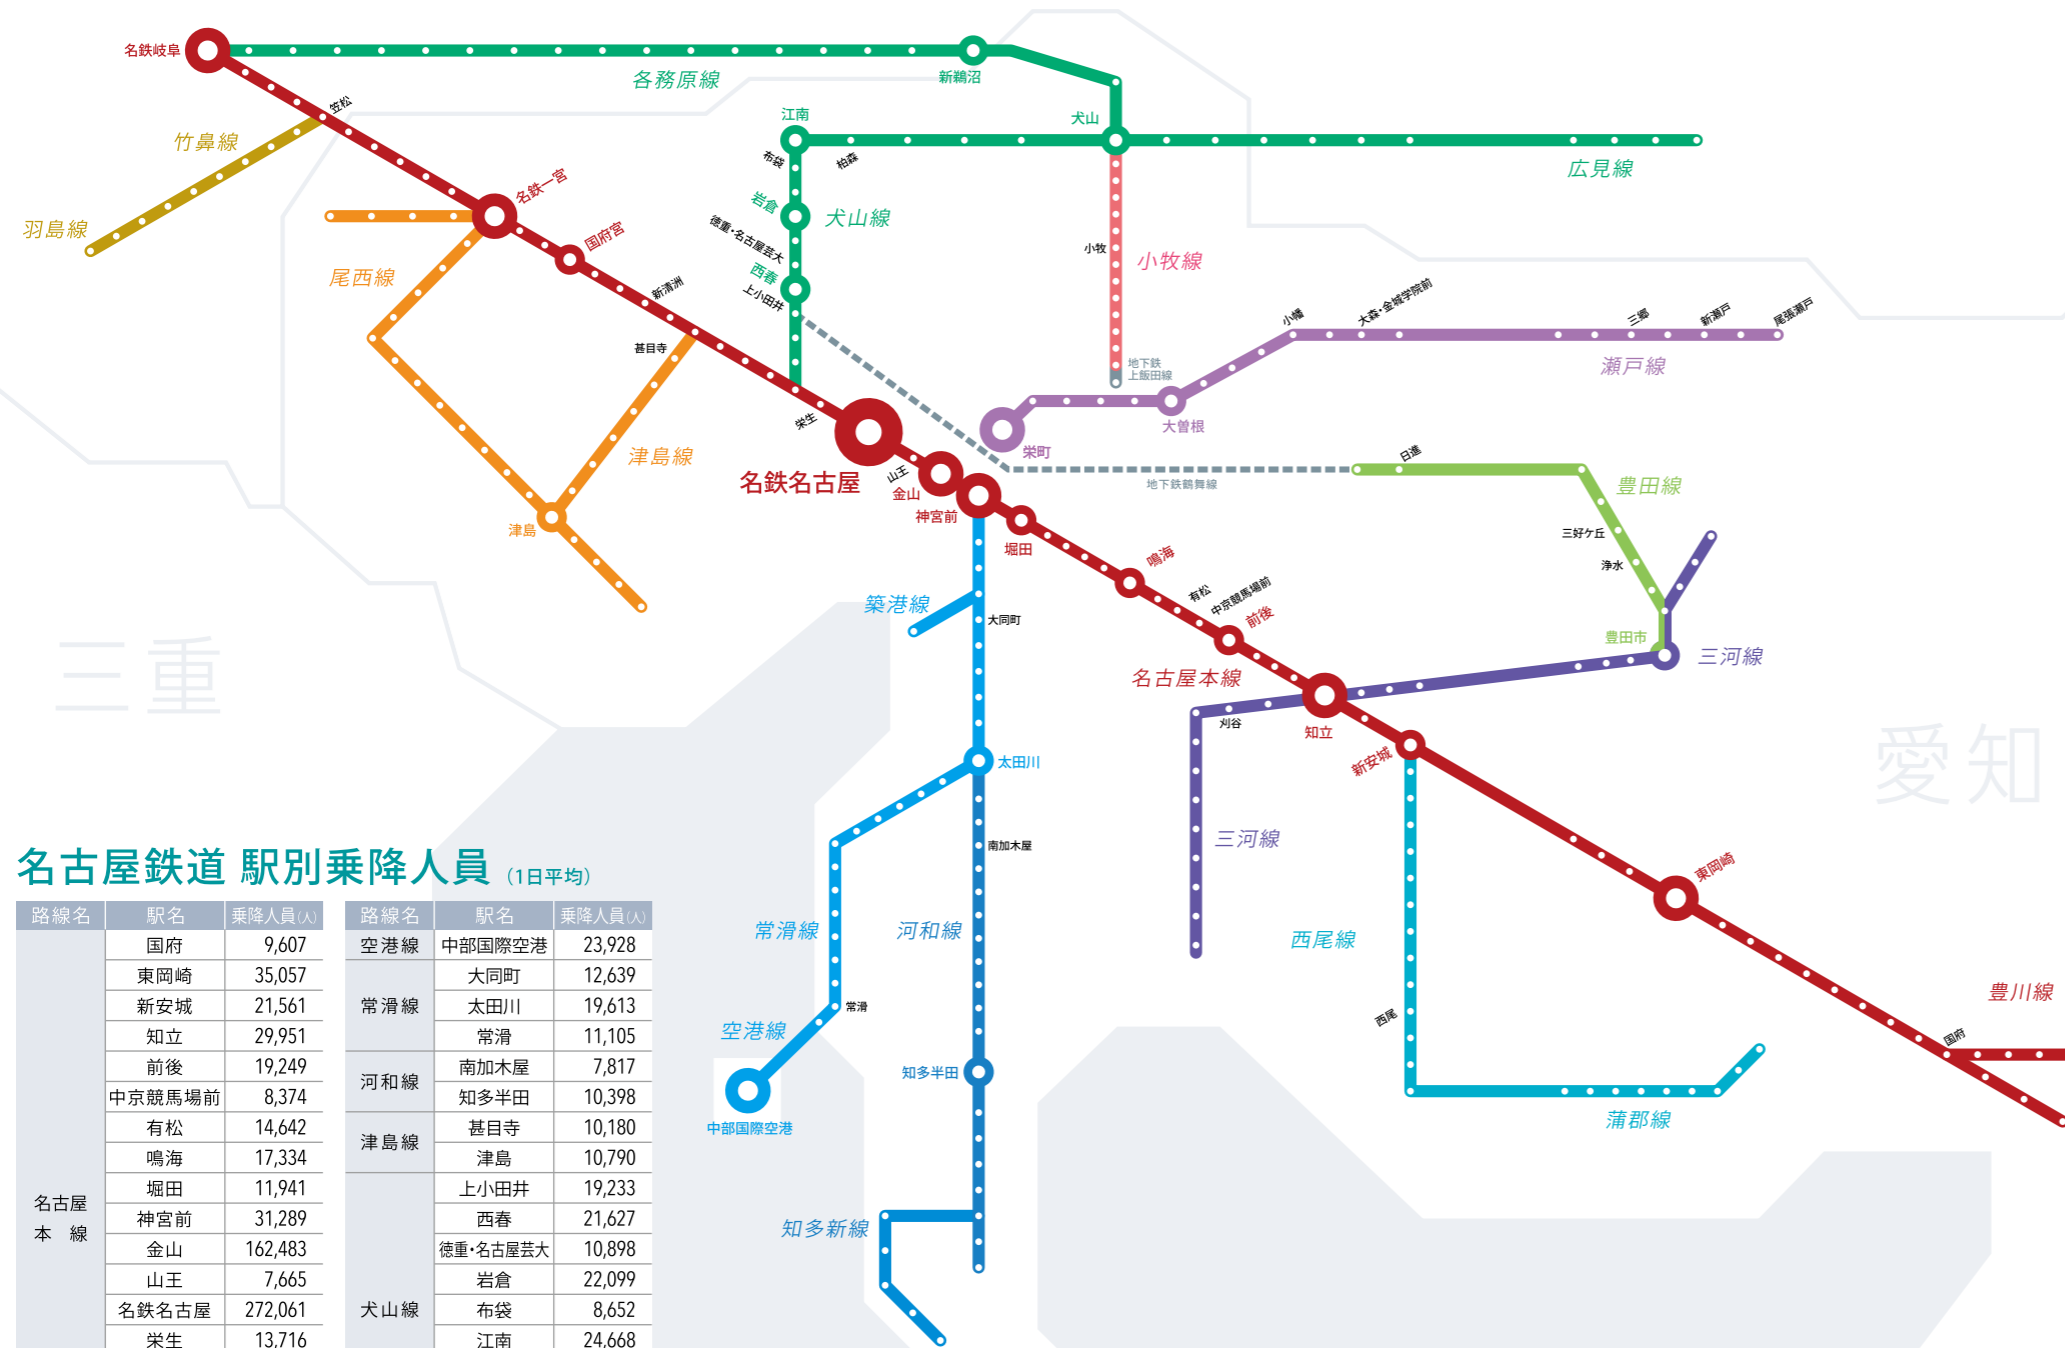 名鉄岐阜
各務原線
新鵜沼
笠松
竹鼻線
羽島線
江南
犬山
布袋
柏森
広見線
名鉄一宮
国府宮
岩倉
犬山線
徳重・名古屋芸大
西春
上小田井
小牧
小牧線
尾西線
新清洲
甚目寺
小幡
大森・金城学院前
三郷
新瀬戸
尾張瀬戸
瀬戸線
地下鉄
上飯田線
大曽根
栄町
栄生
津島線
名鉄名古屋
山王
金山
神宮前
堀田
津島
地下鉄鶴舞線
日進
豊田線
三好ケ丘
浄水
豊田市
三河線
鳴海
有松
中京競馬場前
前後
築港線
大同町
名古屋本線
刈谷
知立
新安城
三重
愛知
太田川
南加木屋
三河線
東岡崎
常滑線
河和線
西尾線
豊川線
常滑
西尾
国府
空港線
中部国際空港
知多半田
蒲郡線
知多新線
名古屋鉄道 駅別乗降人員（1日平均）
路線名 駅名 乗降人員(人)
名古屋
本　線
国府 9,607
東岡崎 35,057
新安城 21,561
知立 29,951
前後 19,249
中京競馬場前 8,374
有松 14,642
鳴海 17,334
堀田 11,941
神宮前 31,289
金山 162,483
山王 7,665
名鉄名古屋 272,061
栄生 13,716
路線名 駅名 乗降人員(人)
空港線 中部国際空港 23,928
常滑線
大同町 12,639
太田川 19,613
常滑 11,105
河和線
南加木屋 7,817
知多半田 10,398
津島線
甚目寺 10,180
津島 10,790
犬山線
上小田井 19,233
西春 21,627
徳重・名古屋芸大 10,898
岩倉 22,099
布袋 8,652
江南 24,668